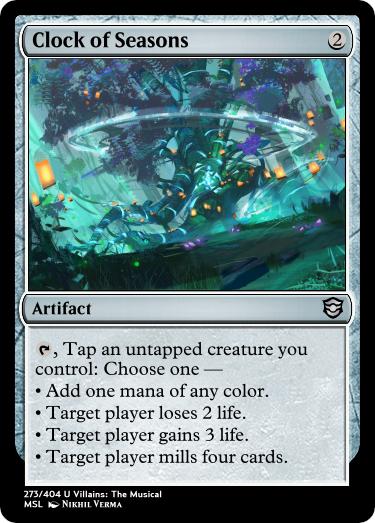 Clock of Seasons 2
Artifact
, Tap an untapped creature you
control: Choose one —
• Add one mana of any color.
• Target player loses 2 life.
• Target player gains 3 life.
• Target player mills four cards.
273/404 U Villains: The Musical
MSL Nikhil Verma